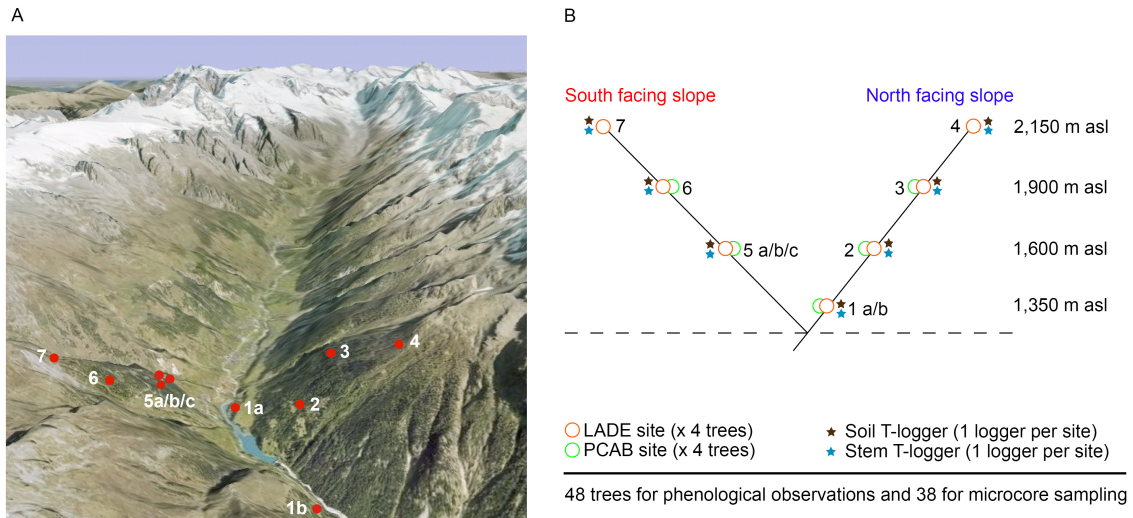 A
7
6
5a/b/c
1a
2
3
4
1b
B
South facing slope
North facing slope
7
4
2,150 m asl
6
3
1,900 m asl
5 a/b/c
2
1,600 m asl
1 a/b
1,350 m asl
LADE site (x 4 trees)
Soil T-logger (1 logger per site)
PCAB site (x 4 trees)
Stem T-logger (1 logger per site)
48 trees for phenological observations and 38 for microcore sampling